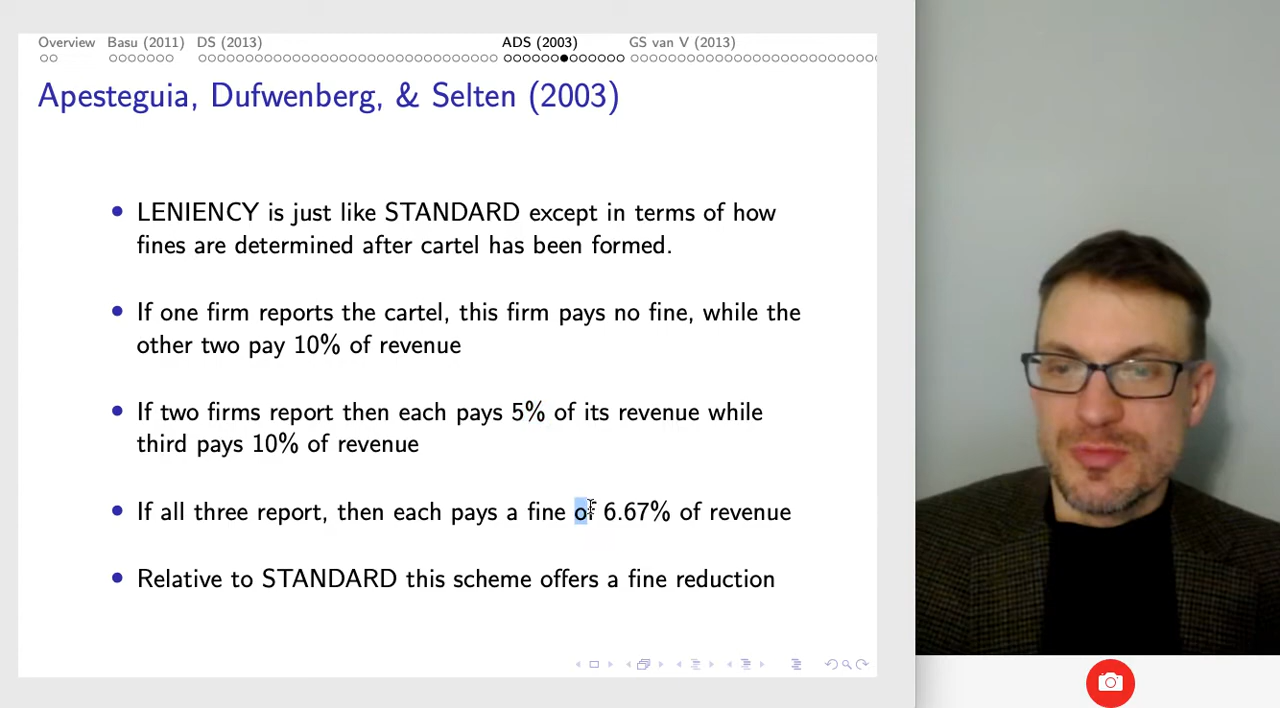 Overview Basu (2011) DS (2013) ADS (2003) GS van V (2013)
Apesteguia, Dufwenberg, & Selten (2003)
LENIENCY is just like STANDARD except in terms of how
fines are determined after cartel has been formed.
If one firm reports the cartel, this firm pays no fine, while the
other two pay 10% of revenue
If two firms report then each pays 5% of its revenue while
third pays 10% of revenue
If all three report, then each pays a fine of 6.67% of revenue
Relative to STANDARD this scheme offers a fine reduction